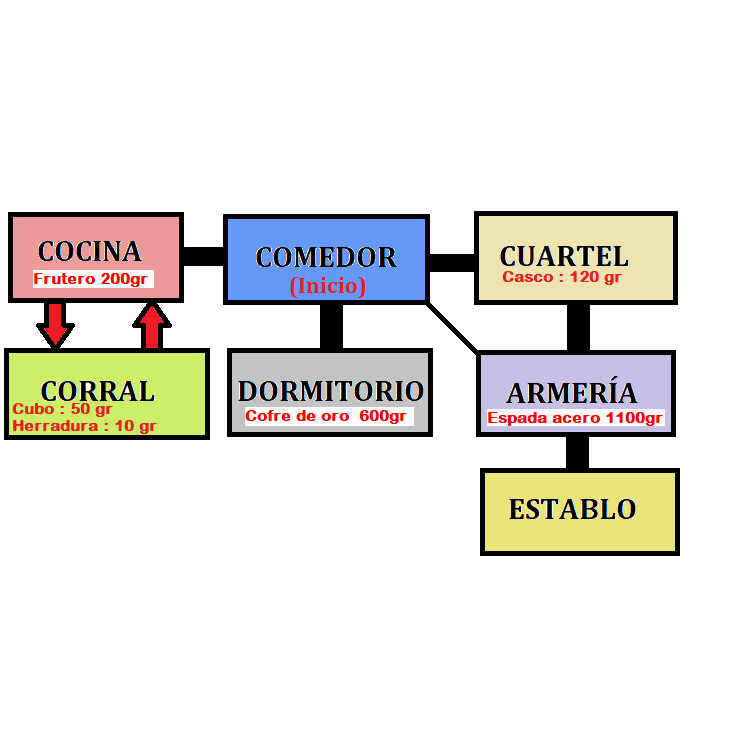 COCINA
Frutero 200gr
COMEDOR
(Inicio)
CUARTEL
Casco : 120 gr
CORRAL
Cubo : 50 gr
Herradura : 10 gr
DORMITORIO
Cofre de oro 600gr
ARMERÍA
Espada acero 1100gr
ESTABLO